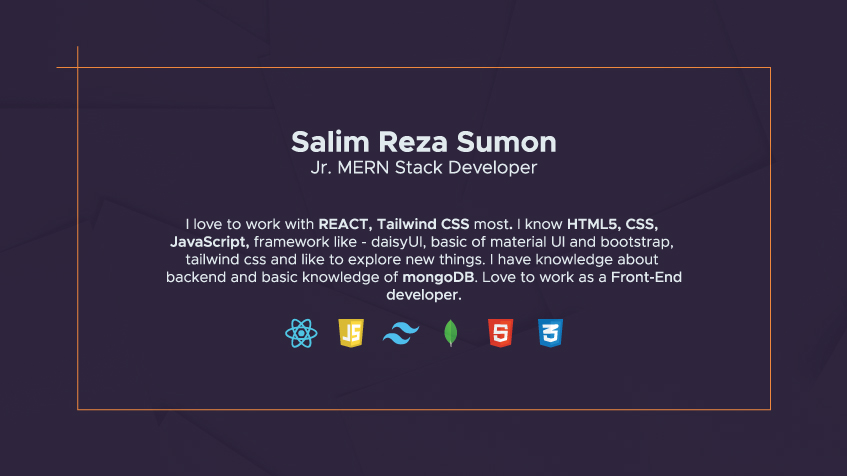 Salim Reza Sumon
Jr. MERN Stack Developer
I love to work with REACT, Tailwind CSS most. I know HTML5, CSS,
JavaScript, framework like - daisyUI, basic of material UI and bootstrap,
tailwind css and like to explore new things. I have knowledge about
backend and basic knowledge of mongoDB. Love to work as a Front-End
developer.
JS
5
3